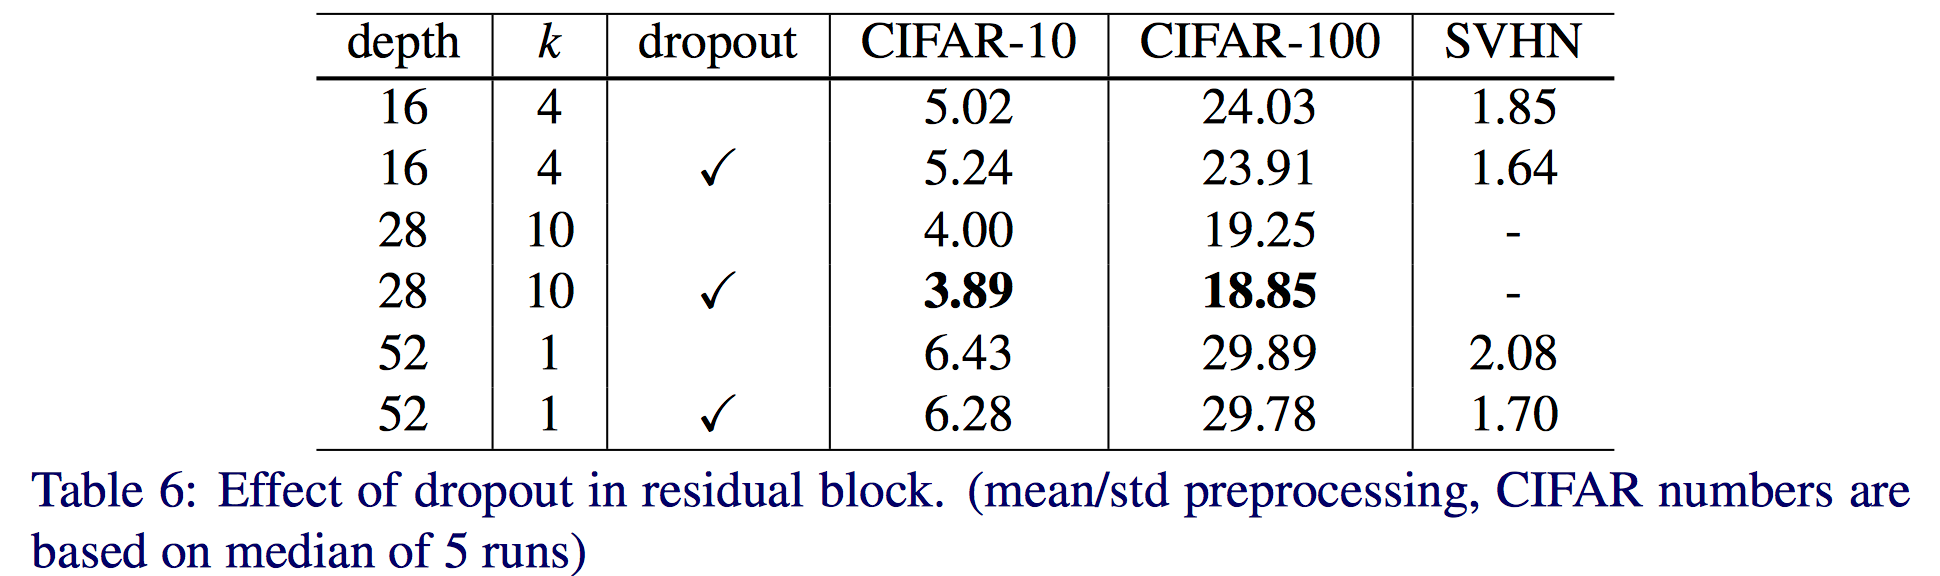 depth k dropout CIFAR-10 CIFAR-100 SVHN
16 4 5.02 24.03 1.85
16 4 ✓ 5.24 23.91 1.64
28 10 4.00 19.25 -
28 10 ✓ 3.89 18.85 -
52 1 6.43 29.89 2.08
52 1 ✓ 6.28 29.78 1.70
Table 6: Effect of dropout in residual block. (mean/std preprocessing, CIFAR numbers are
based on median of 5 runs)